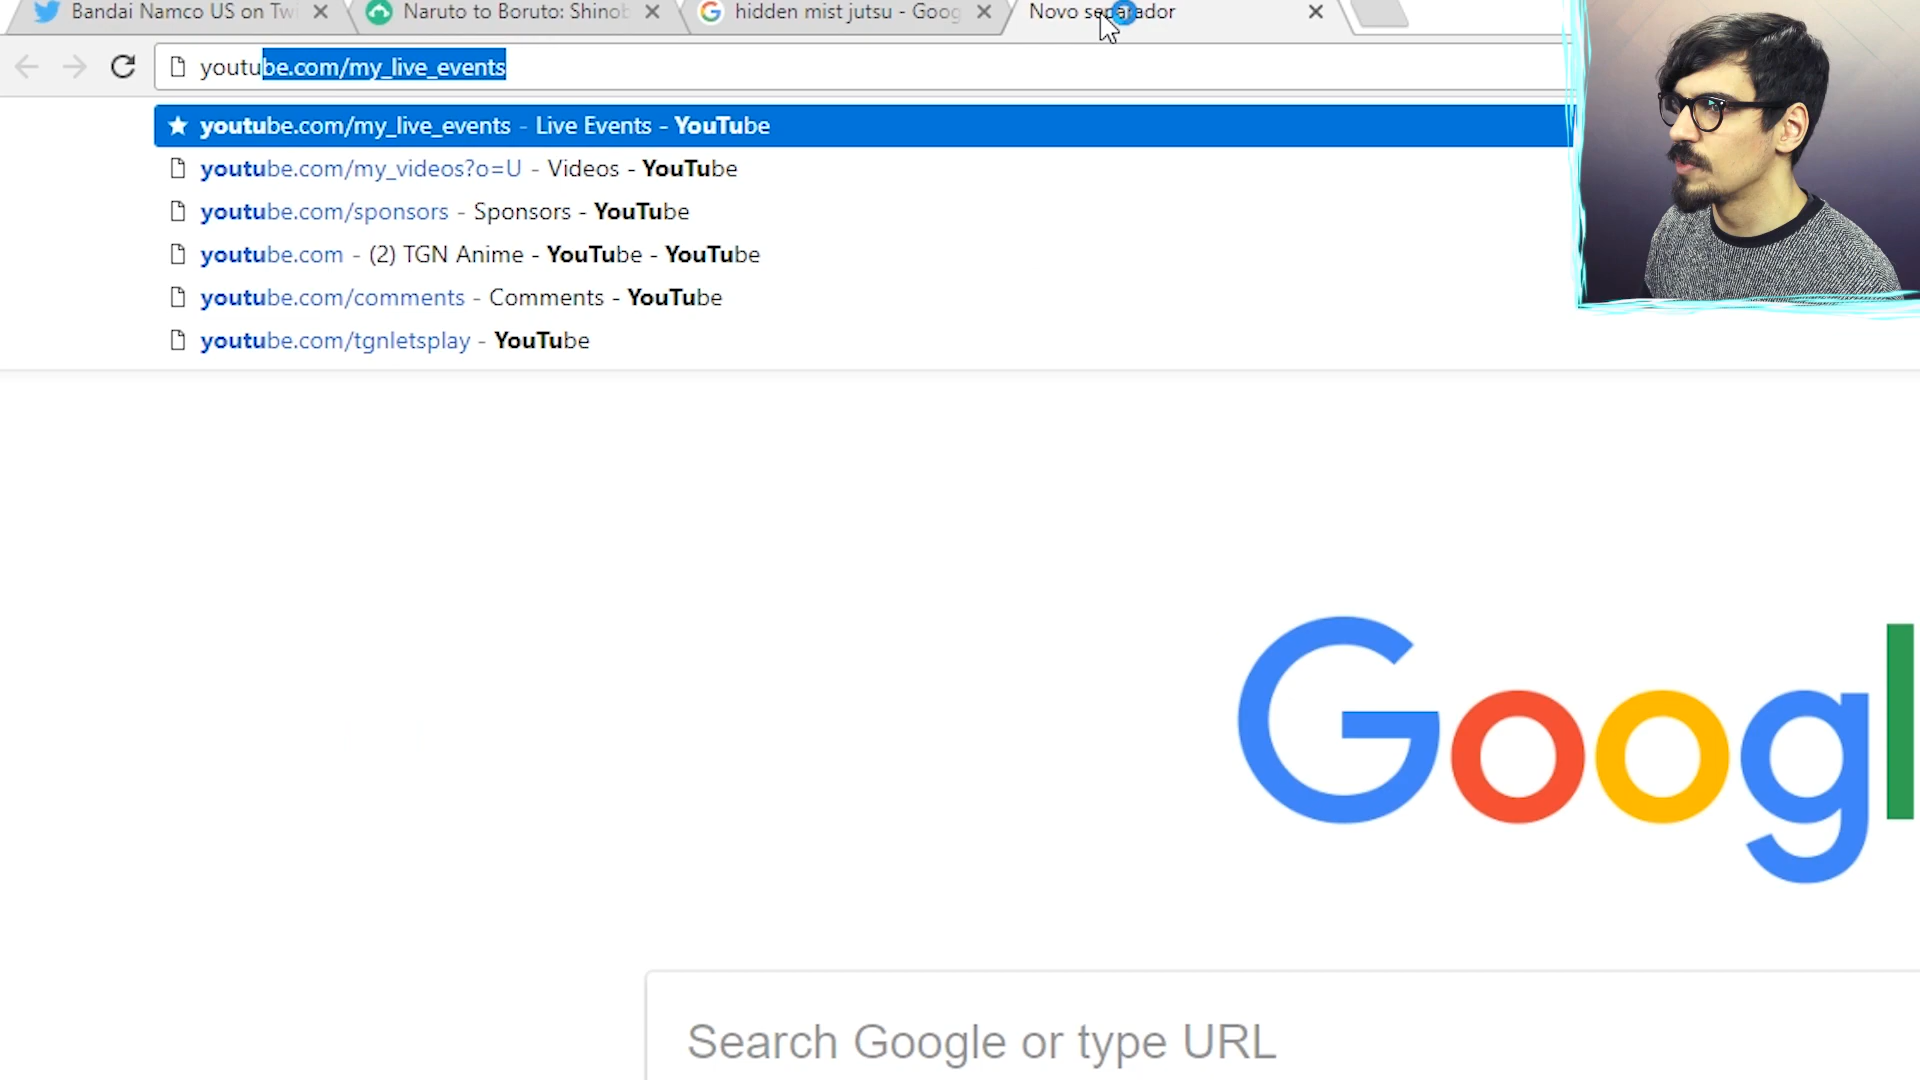 Bandai Namco US on Twi
Naruto to Boruto: Shinob
hidden mist jutsu - Goog
Novo separador
youtube.com/my_live_events
youtube.com/my_live_events - Live Events - YouTube
youtube.com/my_videos?o=U - Videos - YouTube
youtube.com/sponsors - Sponsors - YouTube
youtube.com - (2) TGN Anime - YouTube - YouTube
youtube.com/comments - Comments - YouTube
youtube.com/tgnletsplay - YouTube
Googl
Search Google or type URL